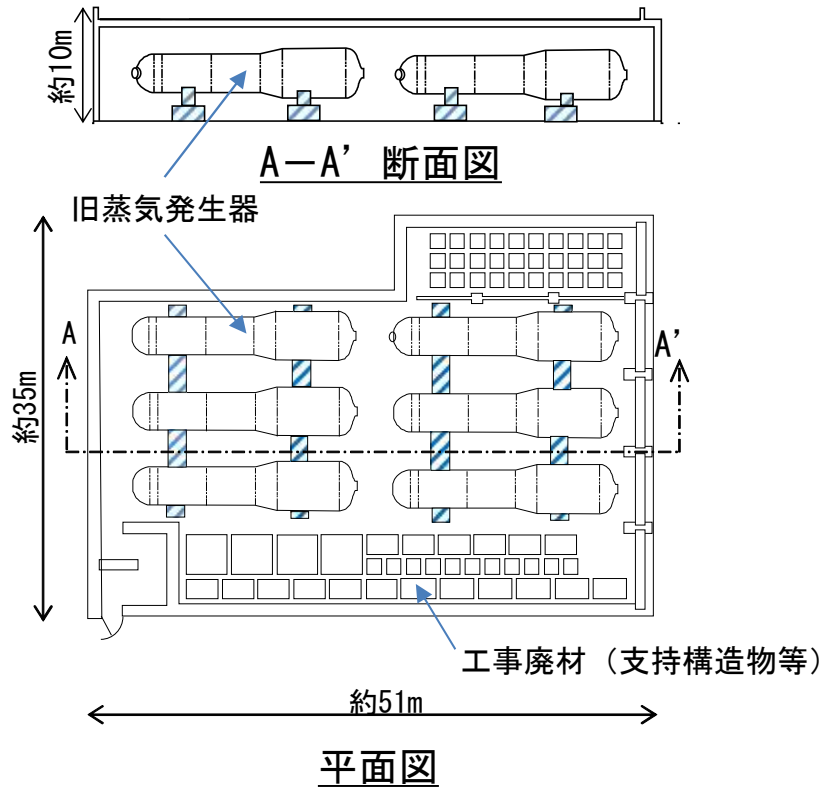 約10m
A−A’ 断面図
旧蒸気発生器
A
A’
約35m
工事廃材（支持構造物等）
約51m
平面図